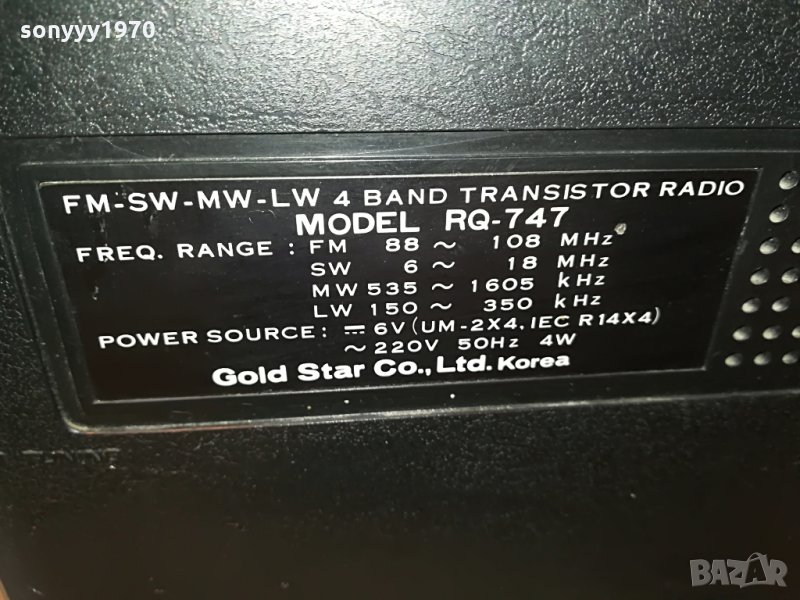 sonyyy1970
FM-SW-MW-LW 4 BAND TRANSISTOR RADIO
MODEL RQ-747
FREQ. RANGE : FM 88 ~ 108 MHz
SW 6 ~ 18 MHz
MW 535 ~ 1605 kHz
LW 150 ~ 350 kHz
POWER SOURCE: ⎓ 6V (UM-2X4, IEC R14X4)
~ 220V 50Hz 4W
Gold Star Co., Ltd. Korea
BAZAR